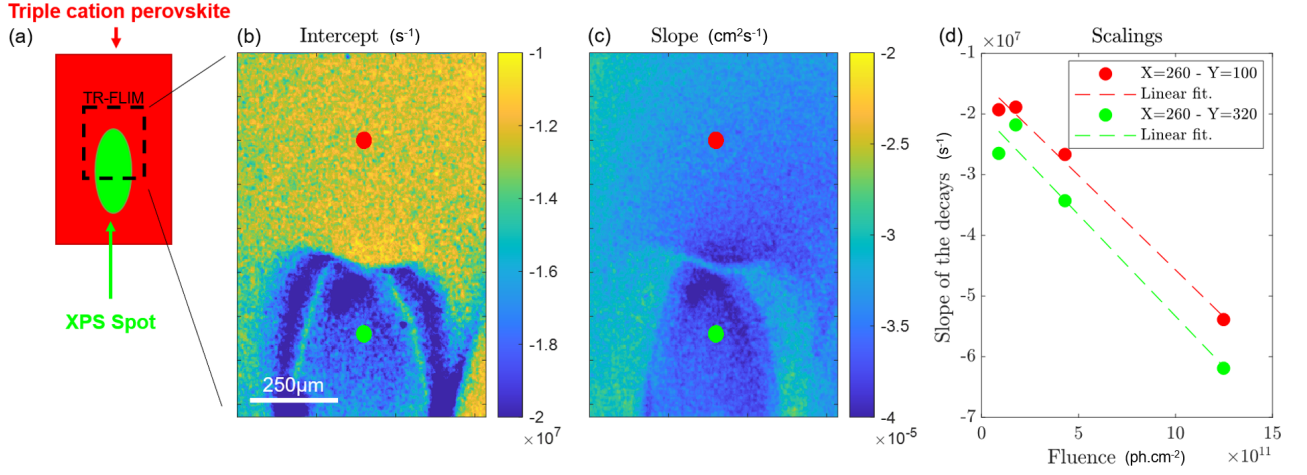 Triple cation perovskite
(a)
TR-FLIM
XPS Spot
(b) Intercept (s⁻¹)
250µm
-1
-1.2
-1.4
-1.6
-1.8
-2
×10⁷
(c) Slope (cm²s⁻¹)
-2
-2.5
-3
-3.5
-4
×10⁻⁵
(d) Scalings
×10⁷
-1
-2
-3
-4
-5
-6
-7
Slope of the decays (s⁻¹)
X=260 - Y=100
Linear fit.
X=260 - Y=320
Linear fit.
0 5 10 15
Fluence (ph.cm⁻²) ×10¹¹